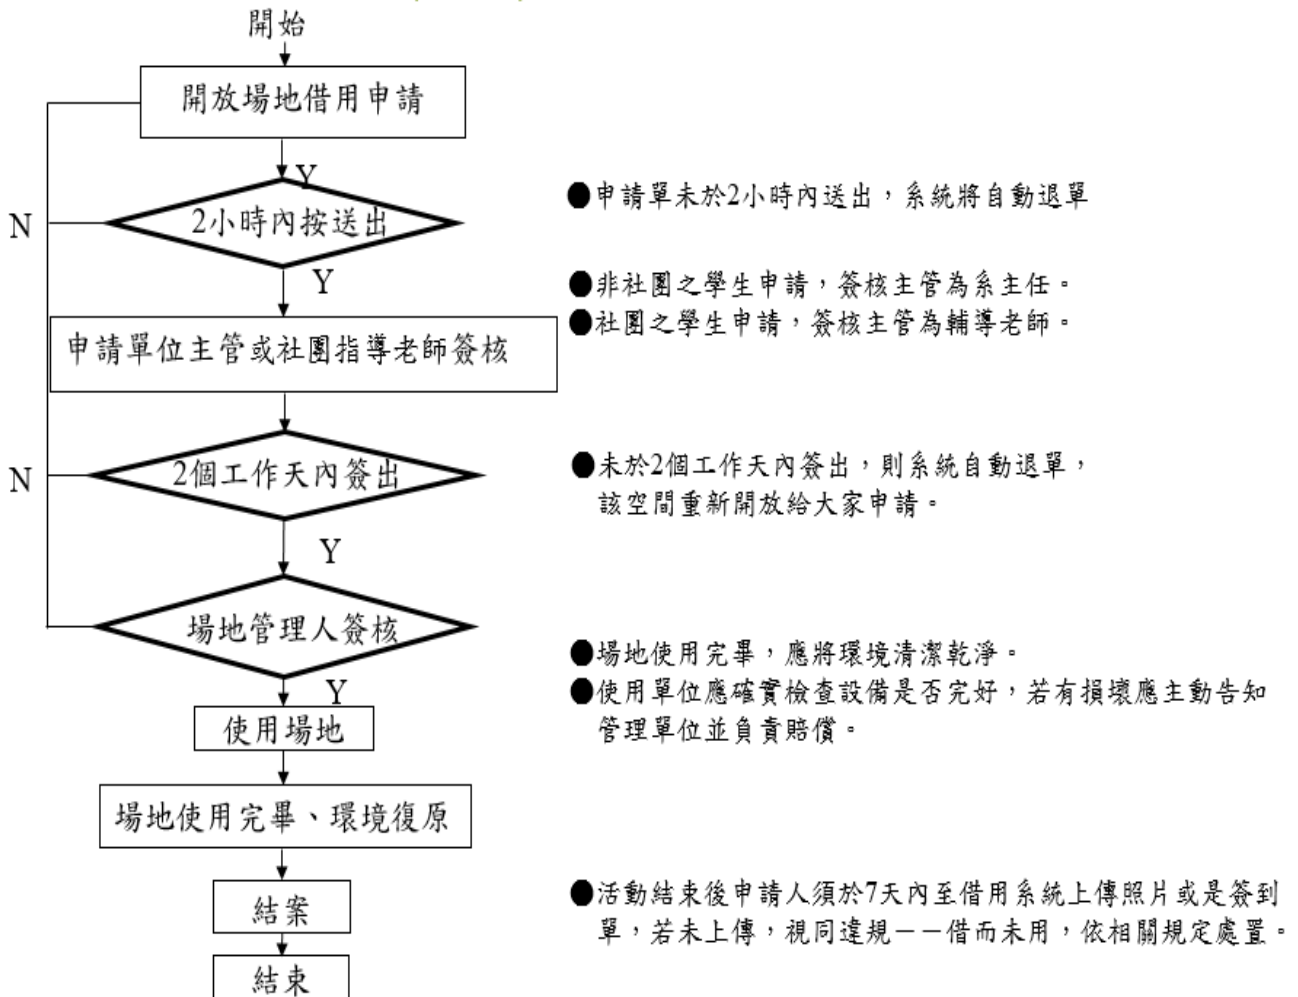 開始
開放場地借用申請
Y
N
2小時內按送出
●申請單未於2小時內送出，系統將自動退單
Y
●非社團之學生申請，簽核主管為系主任。
●社團之學生申請，簽核主管為輔導老師。
申請單位主管或社團指導老師簽核
N
2個工作天內簽出
●未於2個工作天內簽出，則系統自動退單，
該空間重新開放給大家申請。
Y
場地管理人簽核
●場地使用完畢，應將環境清潔乾淨。
Y
●使用單位應確實檢查設備是否完好，若有損壞應主動告知
管理單位並負責賠償。
使用場地
場地使用完畢、環境復原
結案
●活動結束後申請人須於7天內至借用系統上傳照片或是簽到
單，若未上傳，視同違規－－借而未用，依相關規定處置。
結束